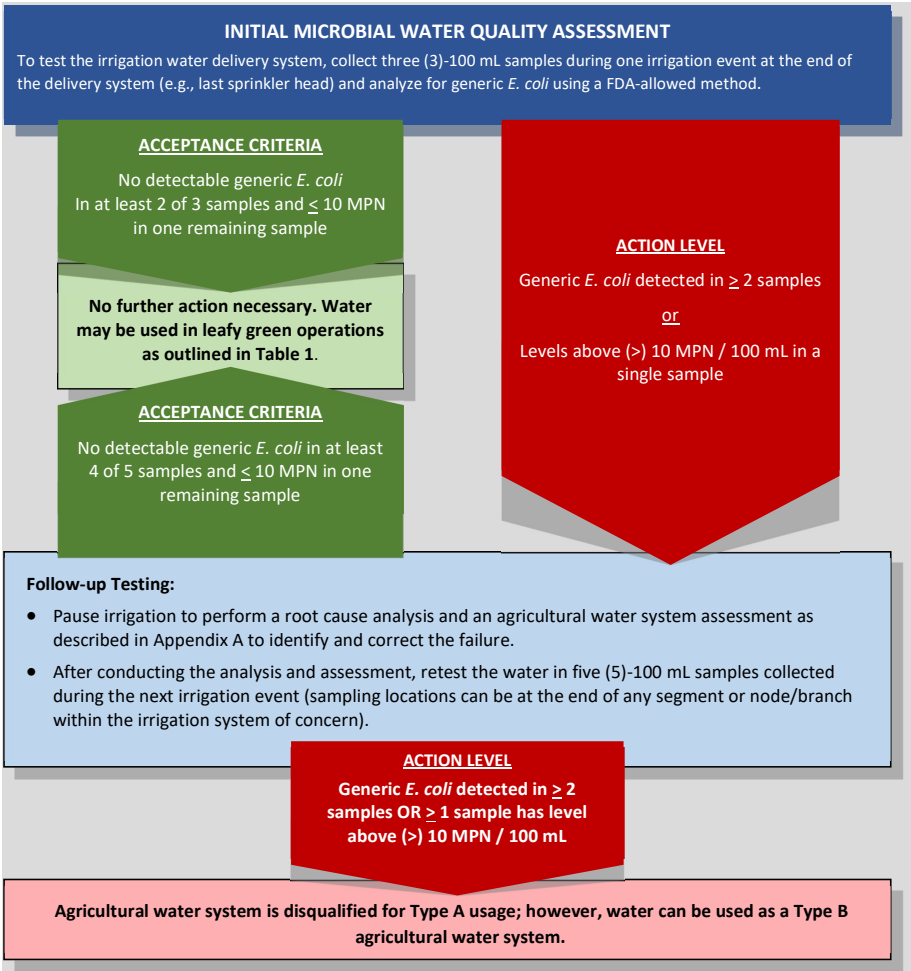 INITIAL MICROBIAL WATER QUALITY ASSESSMENT
To test the irrigation water delivery system, collect three (3)-100 mL samples during one irrigation event at the end of
the delivery system (e.g., last sprinkler head) and analyze for generic E. coli using a FDA-allowed method.
ACCEPTANCE CRITERIA
No detectable generic E. coli
In at least 2 of 3 samples and < 10 MPN
in one remaining sample
No further action necessary. Water
may be used in leafy green operations
as outlined in Table 1.
ACCEPTANCE CRITERIA
No detectable generic E. coli in at least
4 of 5 samples and < 10 MPN in one
remaining sample
ACTION LEVEL
Generic E. coli detected in > 2 samples
or
Levels above (>) 10 MPN / 100 mL in a
single sample
Follow-up Testing:
• Pause irrigation to perform a root cause analysis and an agricultural water system assessment as
described in Appendix A to identify and correct the failure.
• After conducting the analysis and assessment, retest the water in five (5)-100 mL samples collected
during the next irrigation event (sampling locations can be at the end of any segment or node/branch
within the irrigation system of concern).
ACTION LEVEL
Generic E. coli detected in > 2
samples OR > 1 sample has level
above (>) 10 MPN / 100 mL
Agricultural water system is disqualified for Type A usage; however, water can be used as a Type B
agricultural water system.